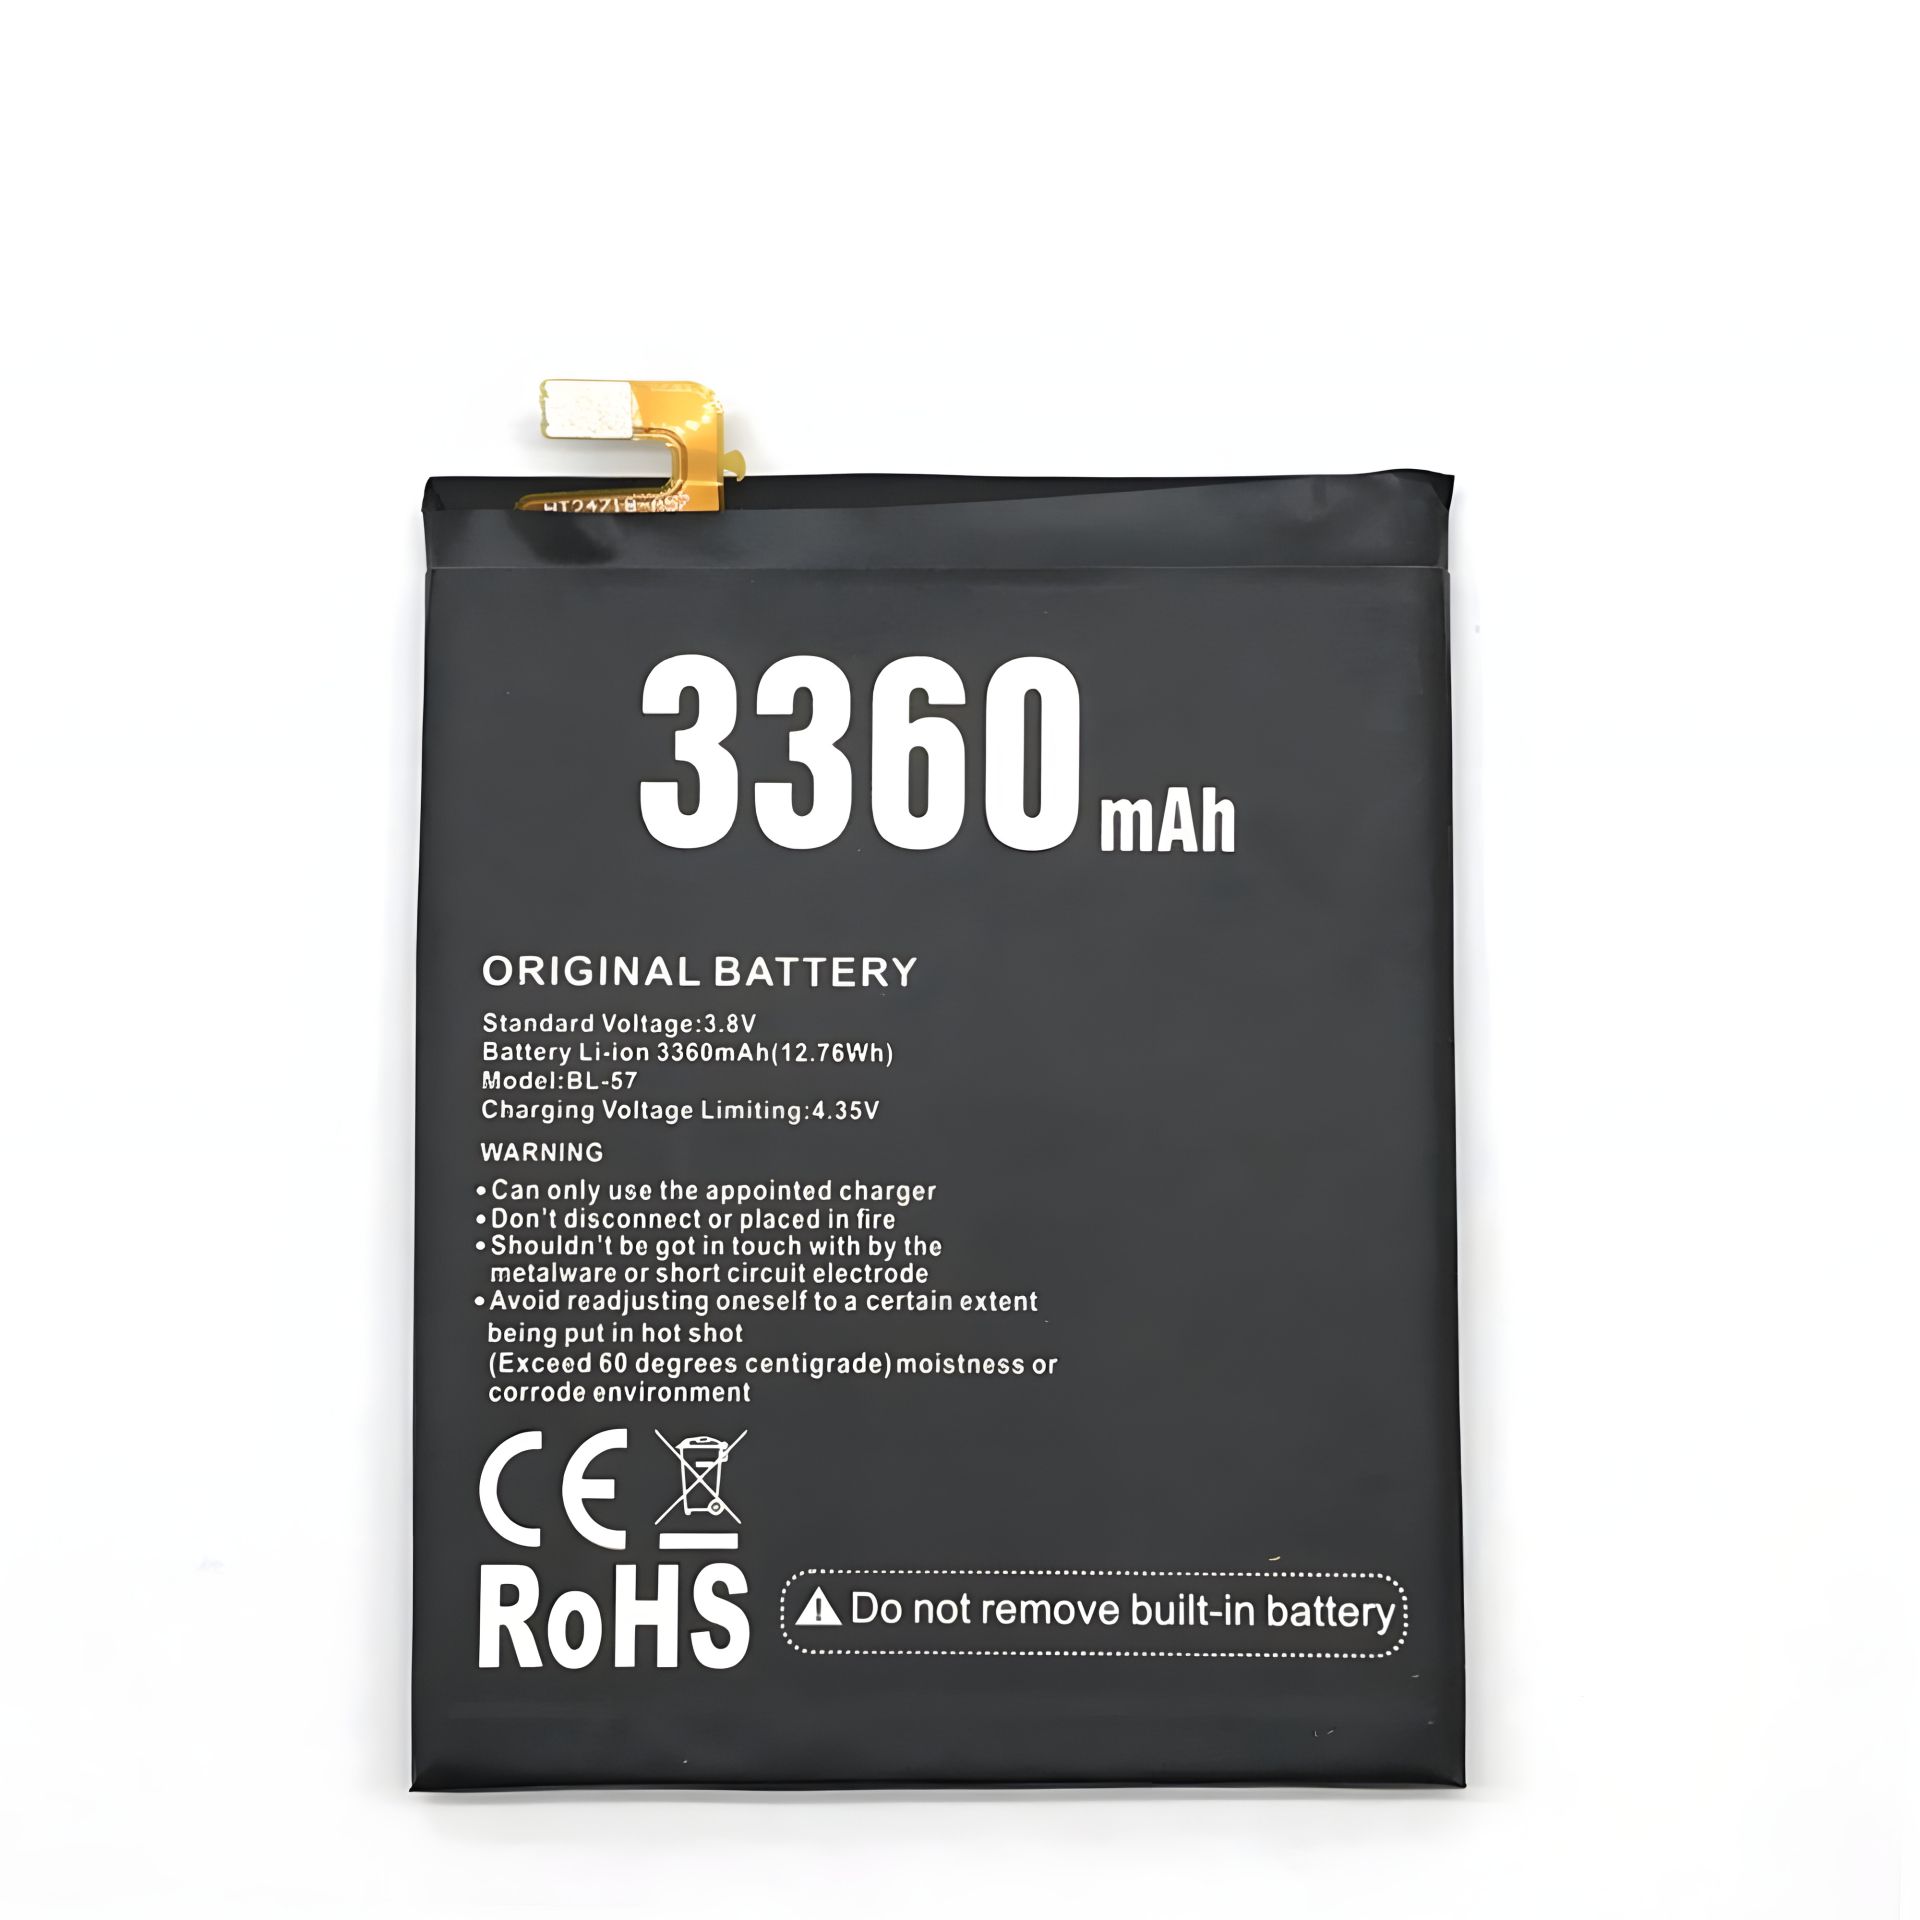 3360 mAh
ORIGINAL BATTERY
Standard Voltage:3.8V
Battery Li-ion 3360mAh(12.76Wh)
Model:BL-57
Charging Voltage Limiting:4.35V
WARNING
•Can only use the appointed charger
•Don't disconnect or placed in fire
•Shouldn't be got in touch with by the
metalware or short circuit electrode
•Avoid readjusting oneself to a certain extent
being put in hot shot
(Exceed 60 degrees centigrade)moistness or
corrode environment
CE
RoHS
Do not remove built-in battery